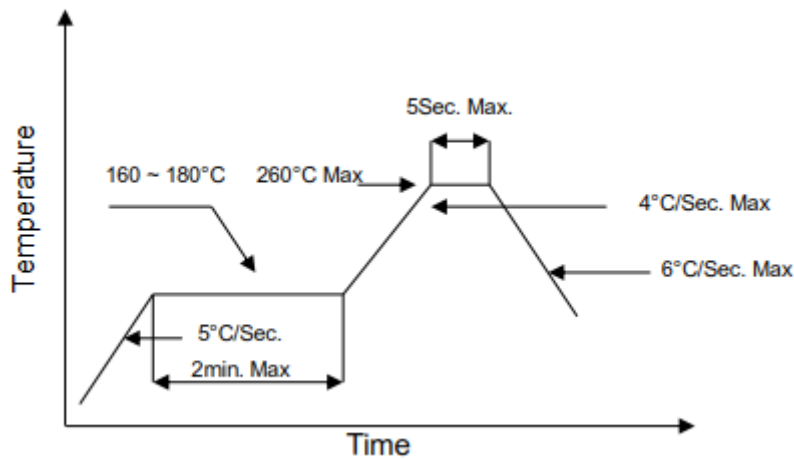 5Sec. Max.
160 ~ 180°C
260°C Max
4°C/Sec. Max
6°C/Sec. Max
5°C/Sec.
2min. Max
Temperature
Time